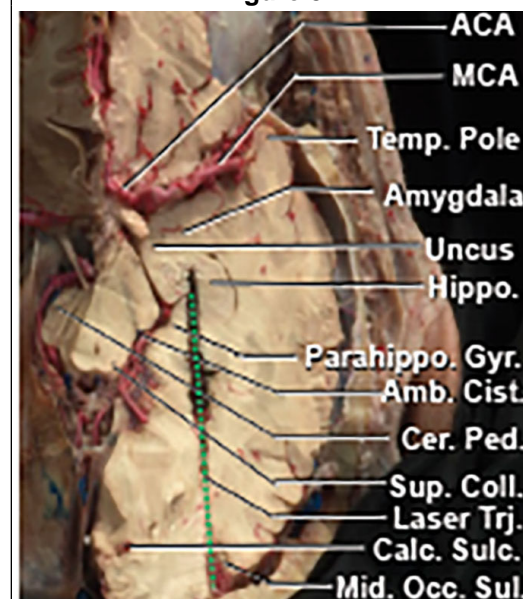 ACA
MCA
Temp. Pole
Amygdala
Uncus
Hippo.
Parahippo. Gyr.
Amb. Cist.
Cer. Ped.
Sup. Coll.
Laser Trj.
Calc. Sulc.
Mid. Occ. Sul.